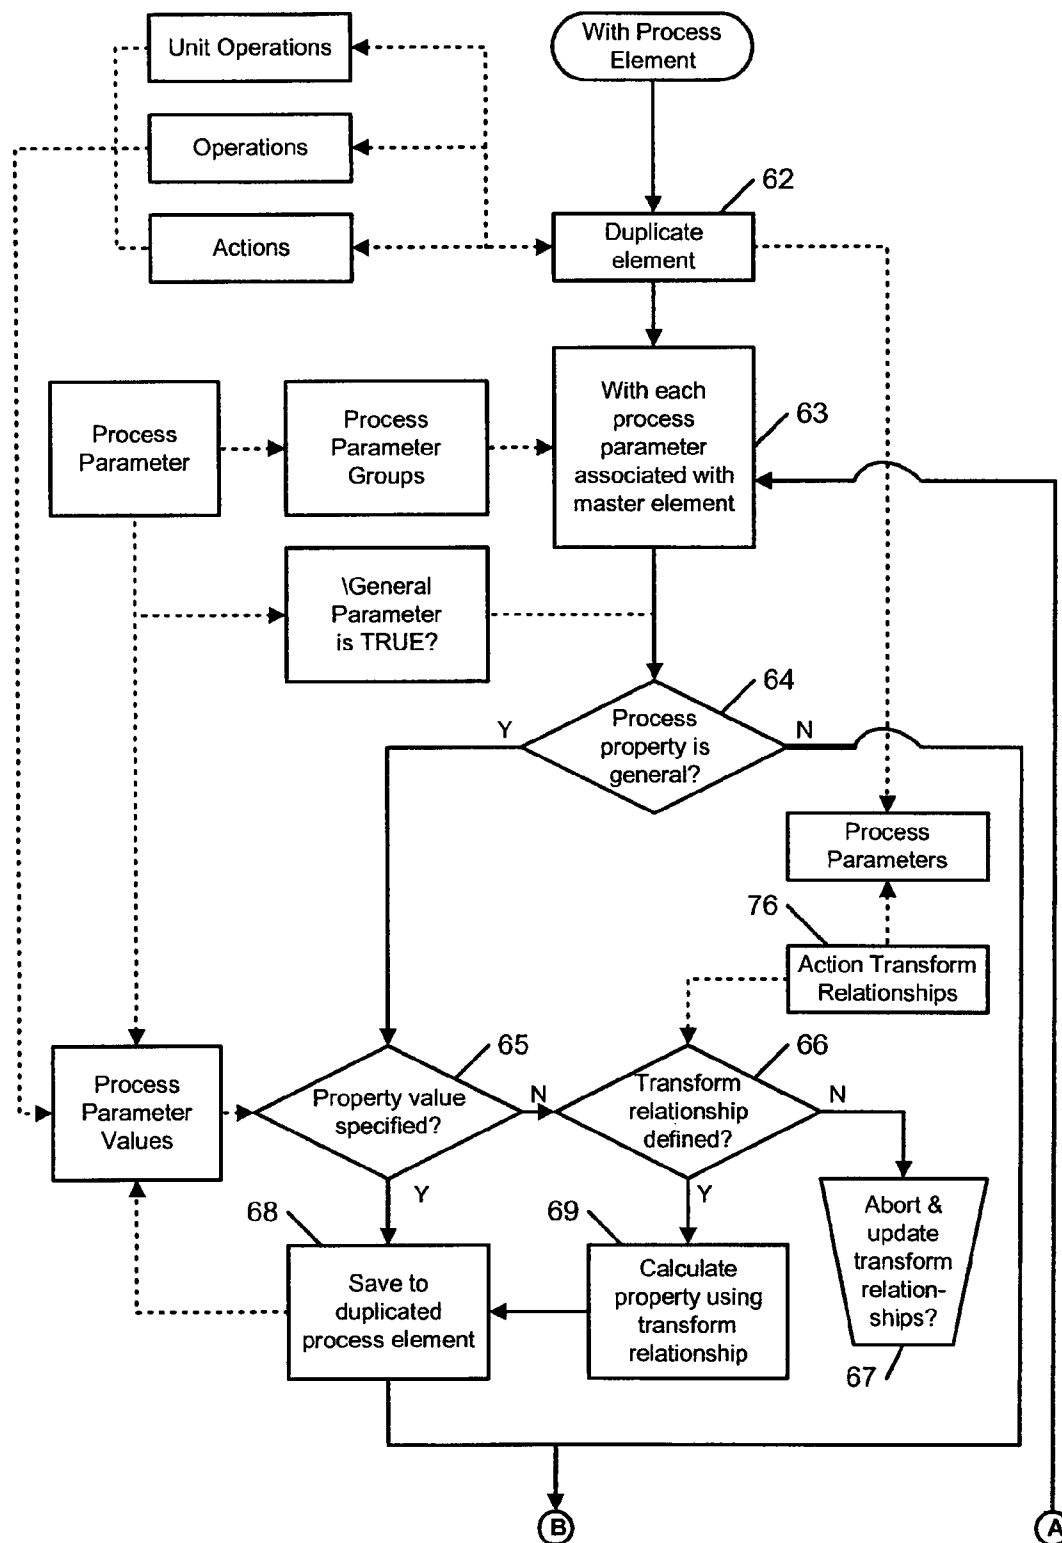 Unit Operations
With Process
Element
Operations
62
Actions
Duplicate
element
With each
process
parameter
associated with
master element
63
Process
Parameter
Process
Parameter
Groups
\General
Parameter
is TRUE?
64
Y
Process
property is
general?
N
Process
Parameters
76
Action Transform
Relationships
65
66
Process
Parameter
Values
Property value
specified?
N
Transform
relationship
defined?
N
Y
Y
68
69
Save to
duplicated
process element
Calculate
property using
transform
relationship
Abort &
update
transform
relation-
ships?
67
B
A